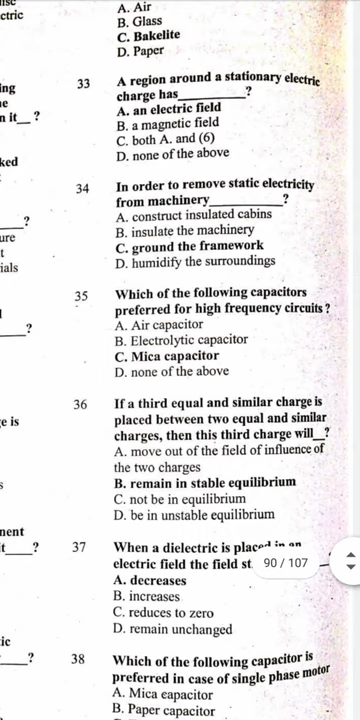 ctric
ing
n it__ ?
ked
___?
ure
t
ials
___?
e is
s
nent
t____?
ic
___?
A. Air
B. Glass
C. Bakelite
D. Paper
33 A region around a stationary electric
charge has__________?
A. an electric field
B. a magnetic field
C. both A. and (6)
D. none of the above
34 In order to remove static electricity
from machinery___________?
A. construct insulated cabins
B. insulate the machinery
C. ground the framework
D. humidify the surroundings
35 Which of the following capacitors
preferred for high frequency circuits ?
A. Air capacitor
B. Electrolytic capacitor
C. Mica capacitor
D. none of the above
36 If a third equal and similar charge is
placed between two equal and similar
charges, then this third charge will__?
A. move out of the field of influence of
the two charges
B. remain in stable equilibrium
C. not be in equilibrium
D. be in unstable equilibrium
37 When a dielectric is placed in an
electric field the field st
A. decreases
B. increases
C. reduces to zero
D. remain unchanged
90 / 107
38 Which of the following capacitor is
preferred in case of single phase motor
A. Mica capacitor
B. Paper capacitor